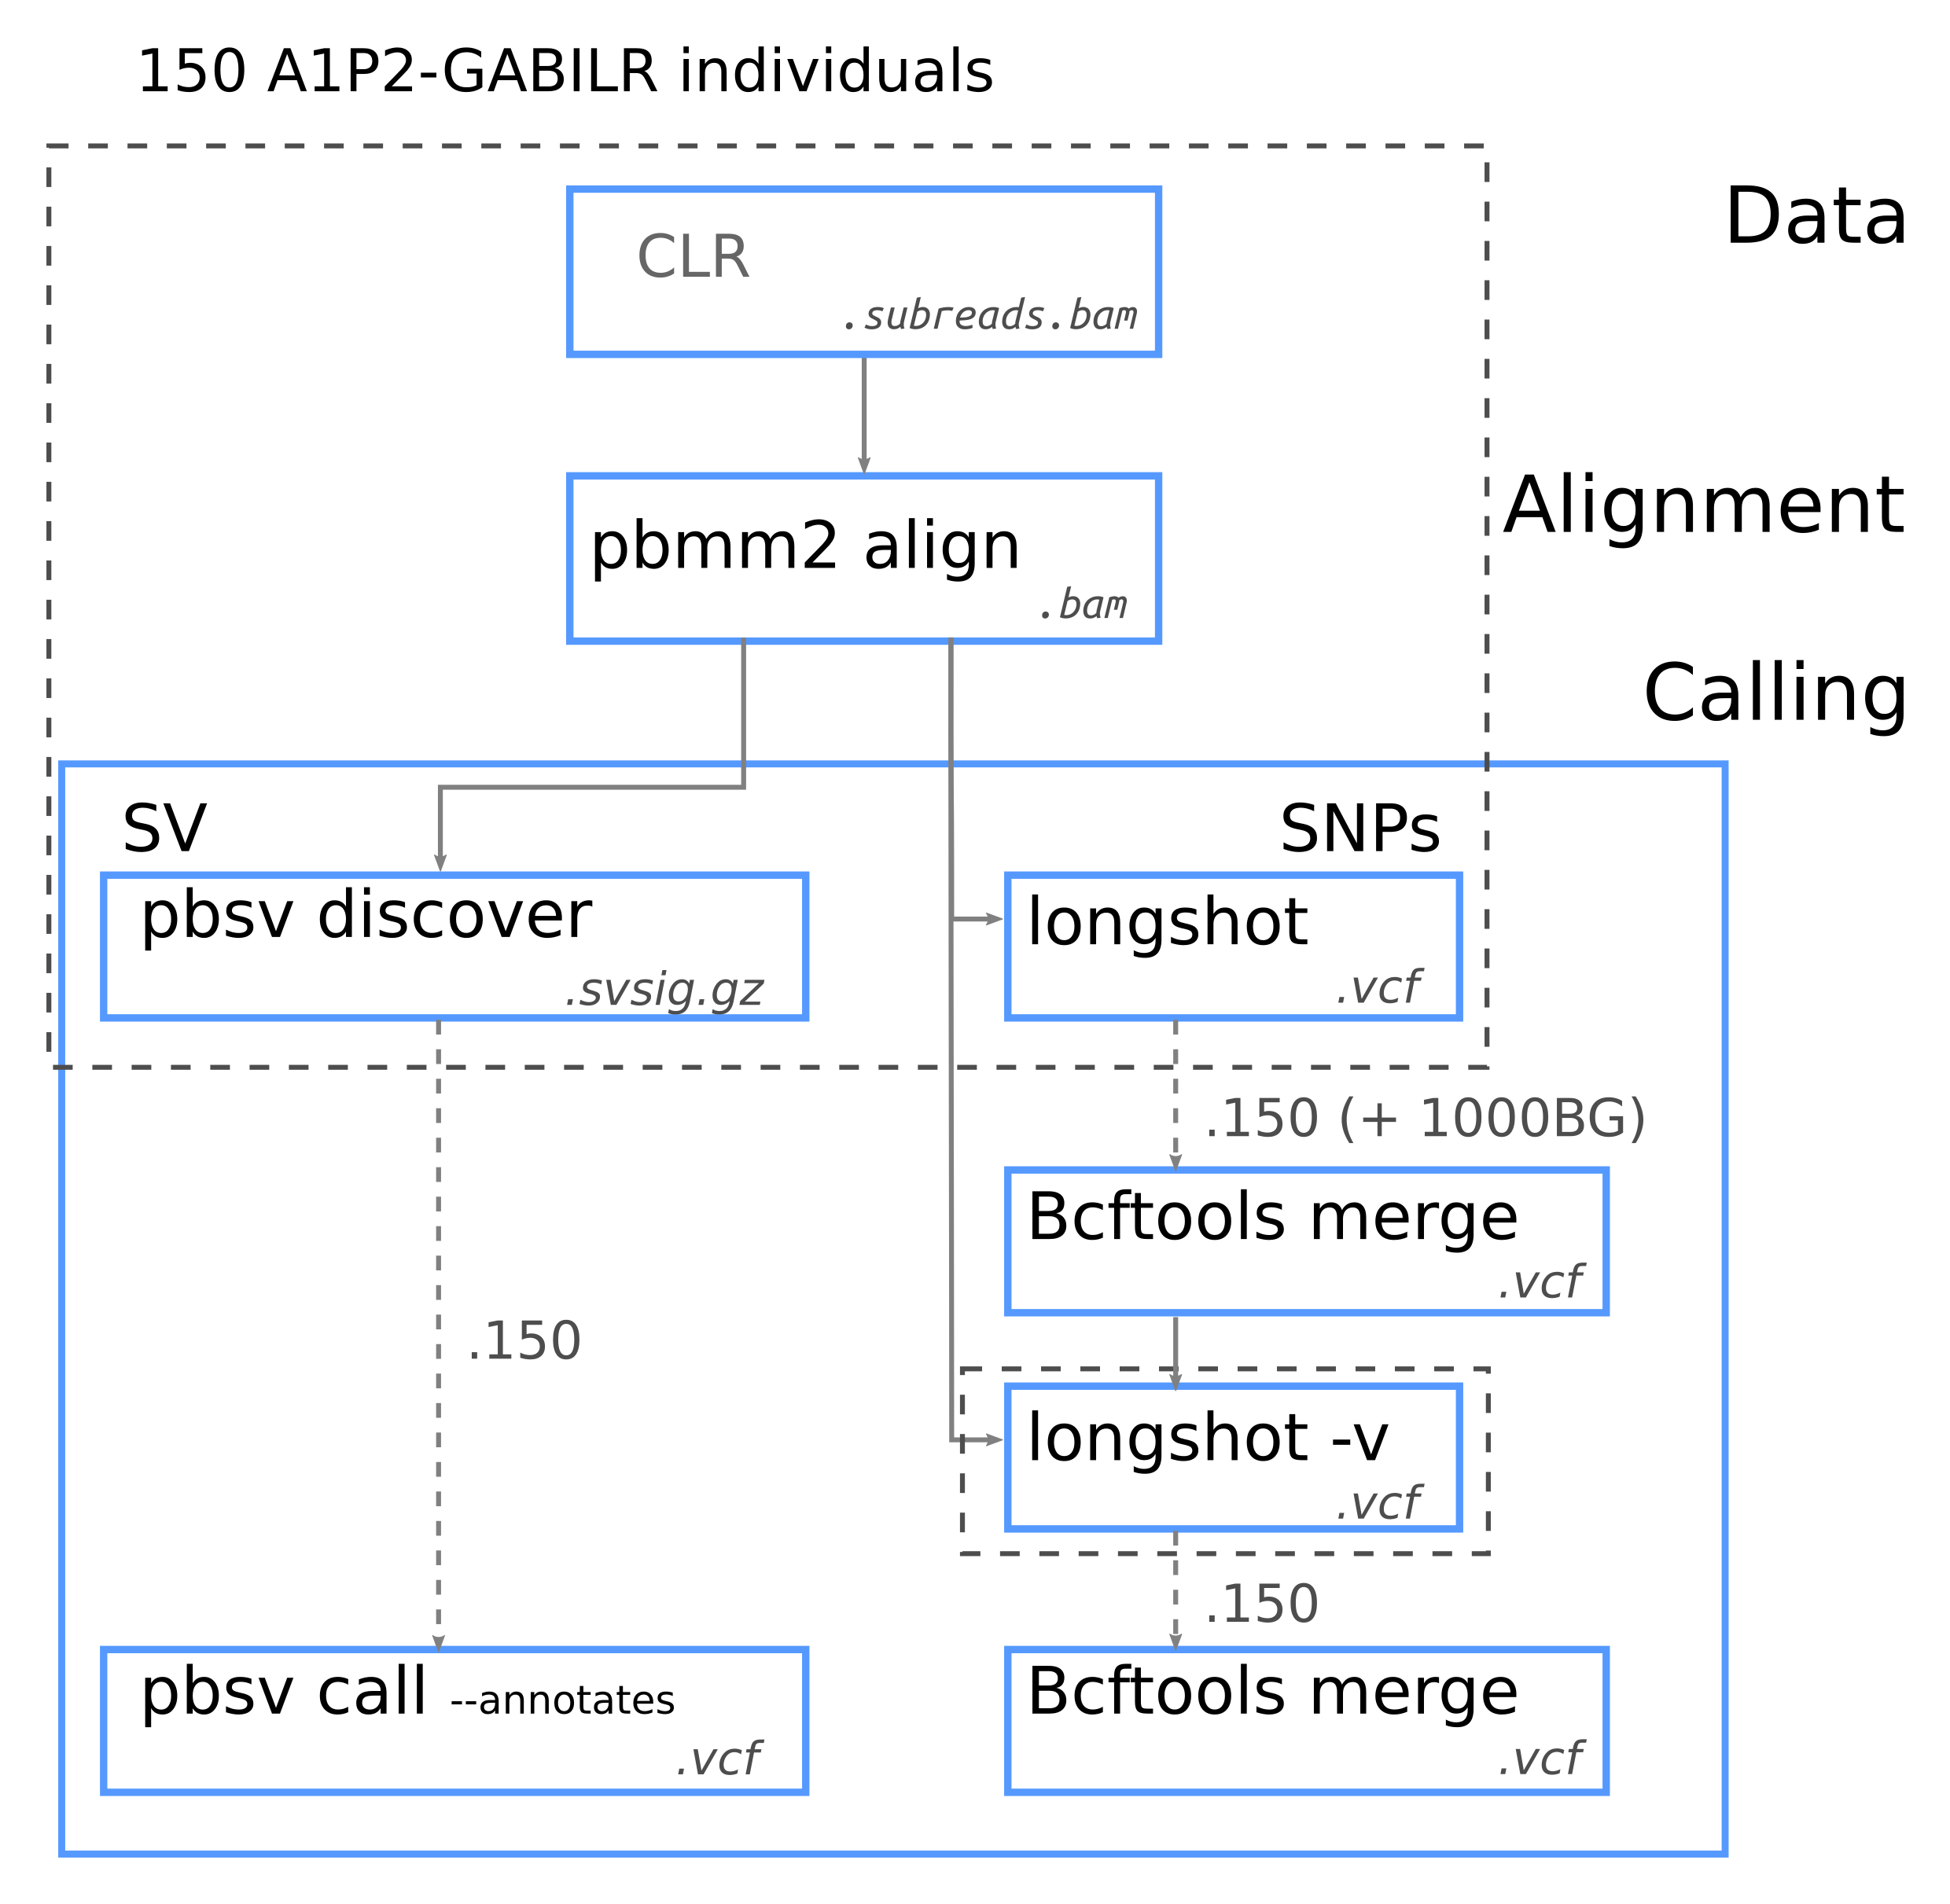 150 A1P2-GABILR individuals
Data
CLR
.subreads.bam
Alignment
pbmm2 align
.bam
Calling
SV
SNPs
pbsv discover
.svsig.gz
longshot
.vcf
.150 (+ 1000BG)
Bcftools merge
.vcf
.150
longshot -v
.vcf
.150
pbsv call --annotates
.vcf
Bcftools merge
.vcf